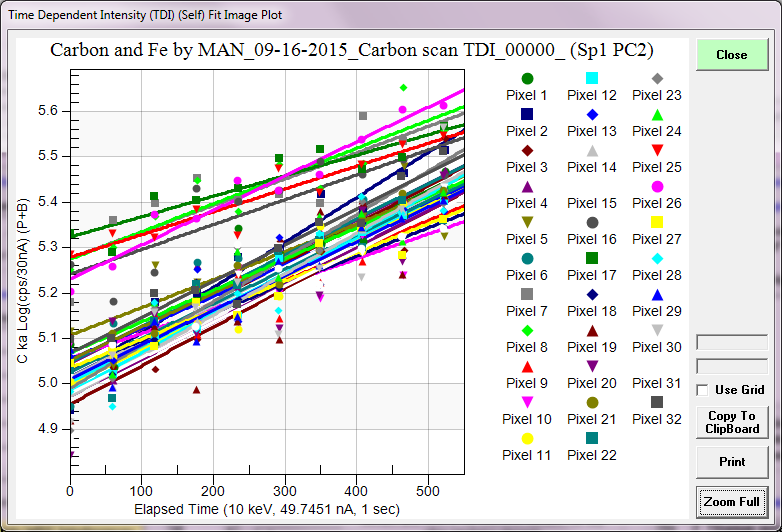 Time Dependent Intensity (TDI) (Self) Fit Image Plot
Carbon and Fe by MAN_09-16-2015_Carbon scan TDI_00000_ (Sp1 PC2)
C ka Log(cps/30nA) (P+B)
5.6
5.5
5.4
5.3
5.2
5.1
5.0
4.9
0 100 200 300 400 500
Elapsed Time (10 keV, 49.7451 nA, 1 sec)
Pixel 1 Pixel 12 Pixel 23
Pixel 2 Pixel 13 Pixel 24
Pixel 3 Pixel 14 Pixel 25
Pixel 4 Pixel 15 Pixel 26
Pixel 5 Pixel 16 Pixel 27
Pixel 6 Pixel 17 Pixel 28
Pixel 7 Pixel 18 Pixel 29
Pixel 8 Pixel 19 Pixel 30
Pixel 9 Pixel 20 Pixel 31
Pixel 10 Pixel 21 Pixel 32
Pixel 11 Pixel 22
Close
Use Grid
Copy To
ClipBoard
Print
Zoom Full